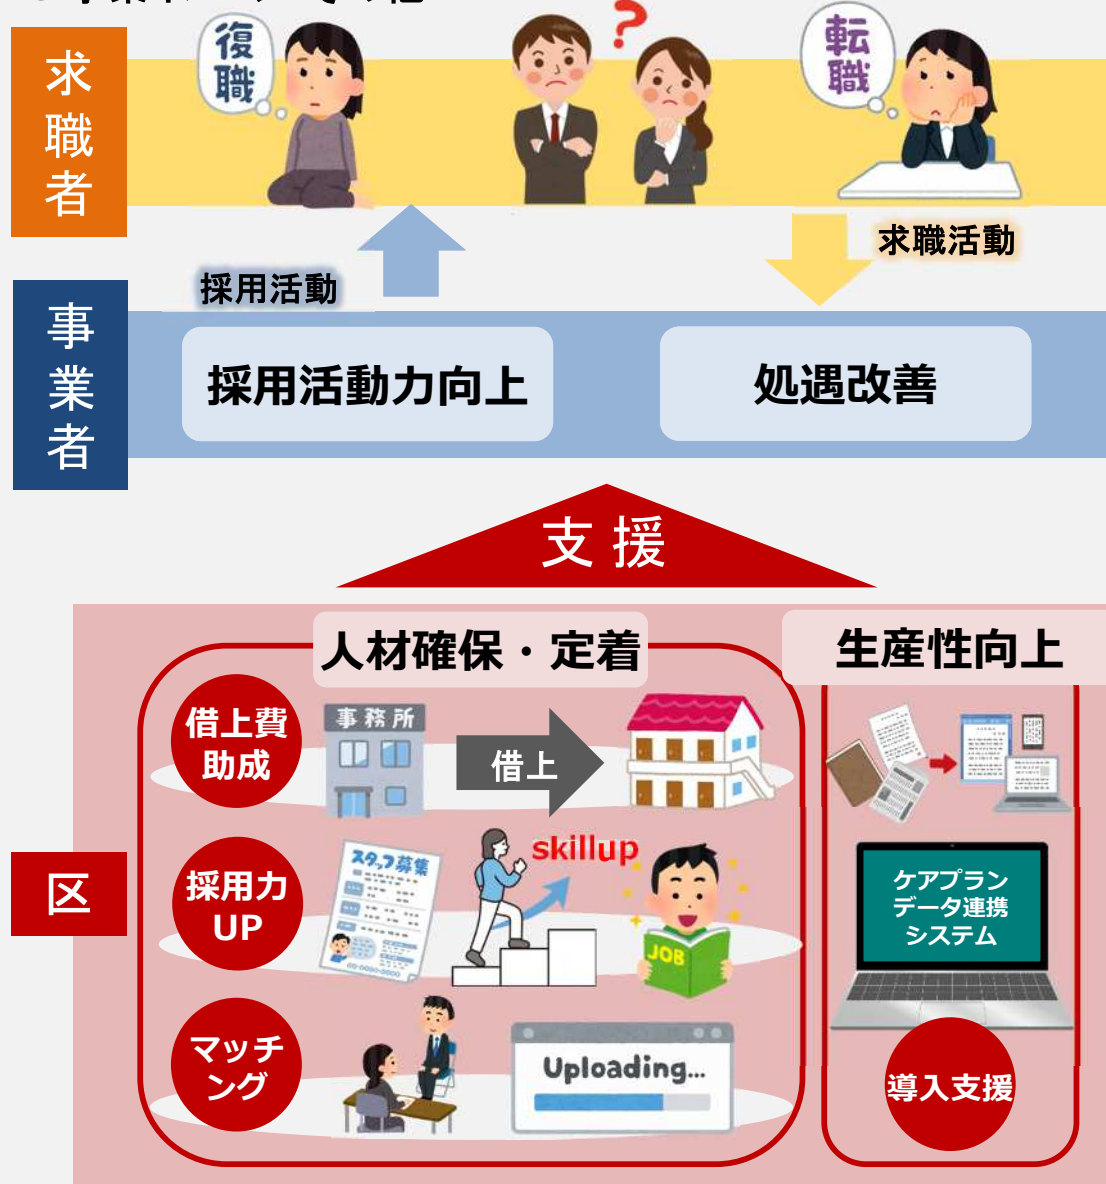 復職
?
転職
求職者
求職活動
採用活動
事業者
採用活動力向上
処遇改善
支援
人材確保・定着
生産性向上
借上費
助成
事務所
借上
区
採用力
UP
スタッフ募集
skillup
JOB
ケアプラン
データ連携
システム
マッチ
ング
Uploading...
導入支援